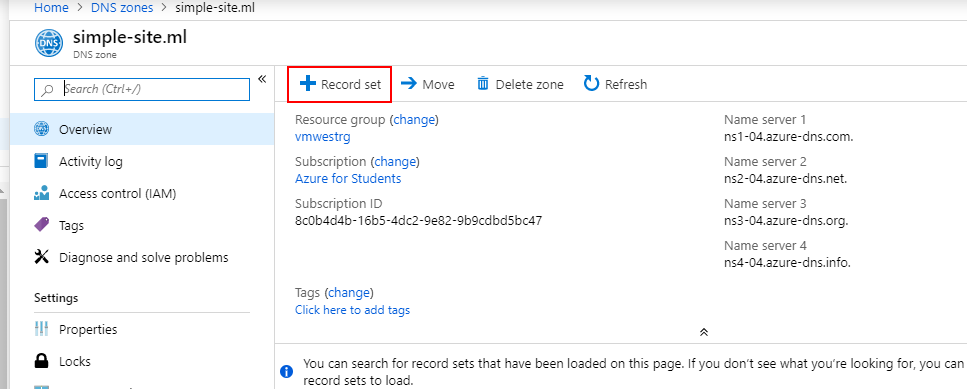 Home > DNS zones > simple-site.ml
DNS
simple-site.ml
DNS zone
Search (Ctrl+/)
«
Overview
Activity log
Access control (IAM)
Tags
Diagnose and solve problems
Settings
Properties
Locks
+ Record set
→ Move
Delete zone
Refresh
Resource group (change)
vmwestrg
Subscription (change)
Azure for Students
Subscription ID
8c0b4d4b-16b5-4dc2-9e82-9b9cdbd5bc47
Name server 1
ns1-04.azure-dns.com.
Name server 2
ns2-04.azure-dns.net.
Name server 3
ns3-04.azure-dns.org.
Name server 4
ns4-04.azure-dns.info.
Tags (change)
Click here to add tags
You can search for record sets that have been loaded on this page. If you don't see what you're looking for, you can
record sets to load.